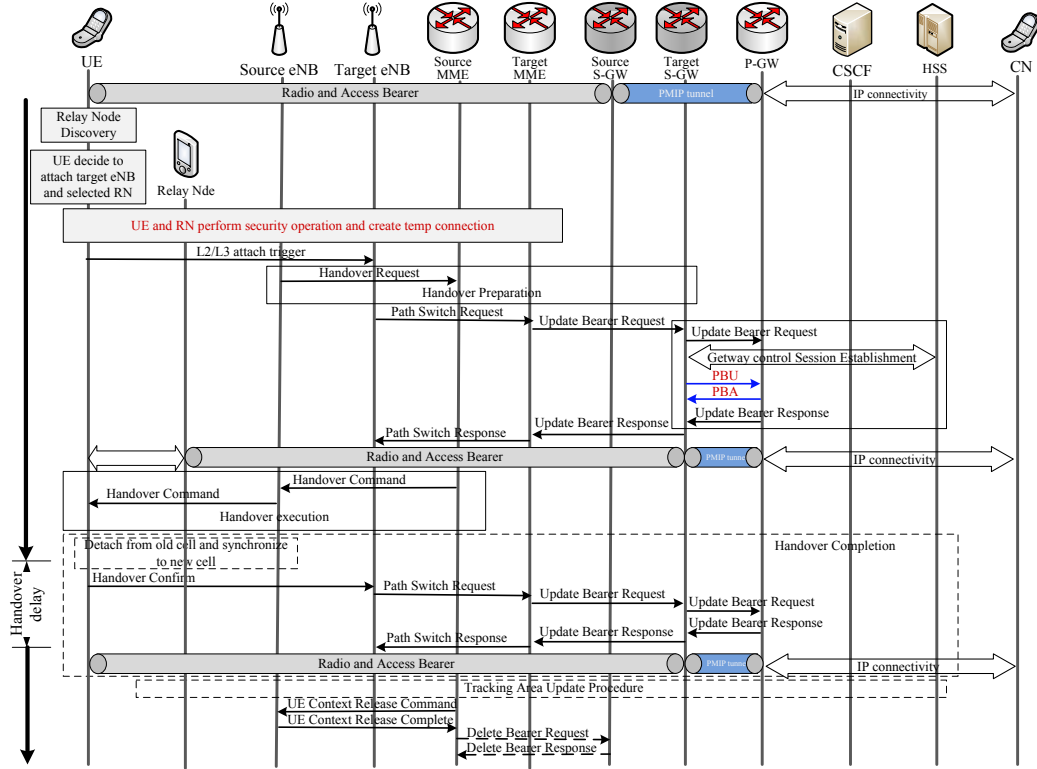 UE
Source eNB
Target eNB
Source
MME
Target
MME
Source
S-GW
Target
S-GW
P-GW
CSCF
HSS
CN
Radio and Access Bearer
PMIP tunnel
IP connectivity
Relay Node
Discovery
UE decide to
attach target eNB
and selected RN
Relay Nde
UE and RN perform security operation and create temp connection
L2/L3 attach trigger
Handover Request
Handover Preparation
Path Switch Request
Update Bearer Request
Update Bearer Request
Getway control Session Establishment
PBU
PBA
Update Bearer Response
Update Bearer Response
Path Switch Response
Radio and Access Bearer
PMIP tunne
IP connectivity
Handover Command
Handover Command
Handover execution
Detach from old cell and synchronize
to new cell
Handover Completion
Handover
delay
Handover Confirm
Path Switch Request
Update Bearer Request
Update Bearer Request
Update Bearer Response
Update Bearer Response
Path Switch Response
Radio and Access Bearer
PMIP tunne
IP connectivity
Tracking Area Update Procedure
UE Context Release Command
UE Context Release Complete
Delete Bearer Request
Delete Bearer Response